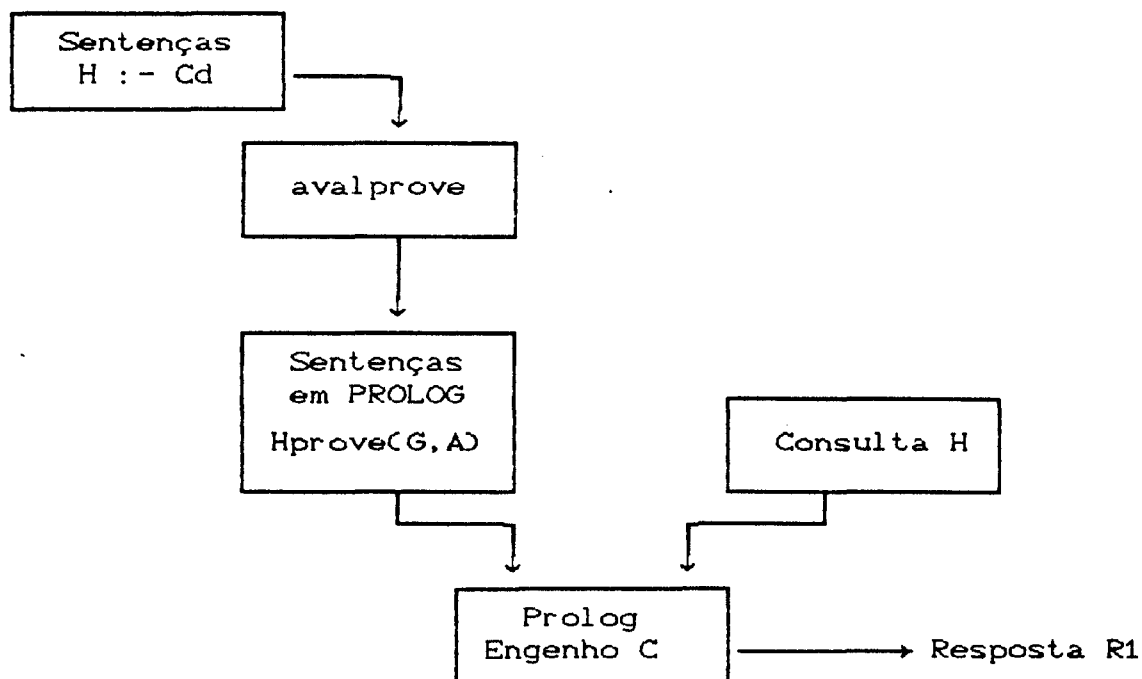 Sentenças
H :- Cd
avalprove
Sentenças
em PROLOG
Hprove(G,A)
Consulta H
Prolog
Engenho C
Resposta R1